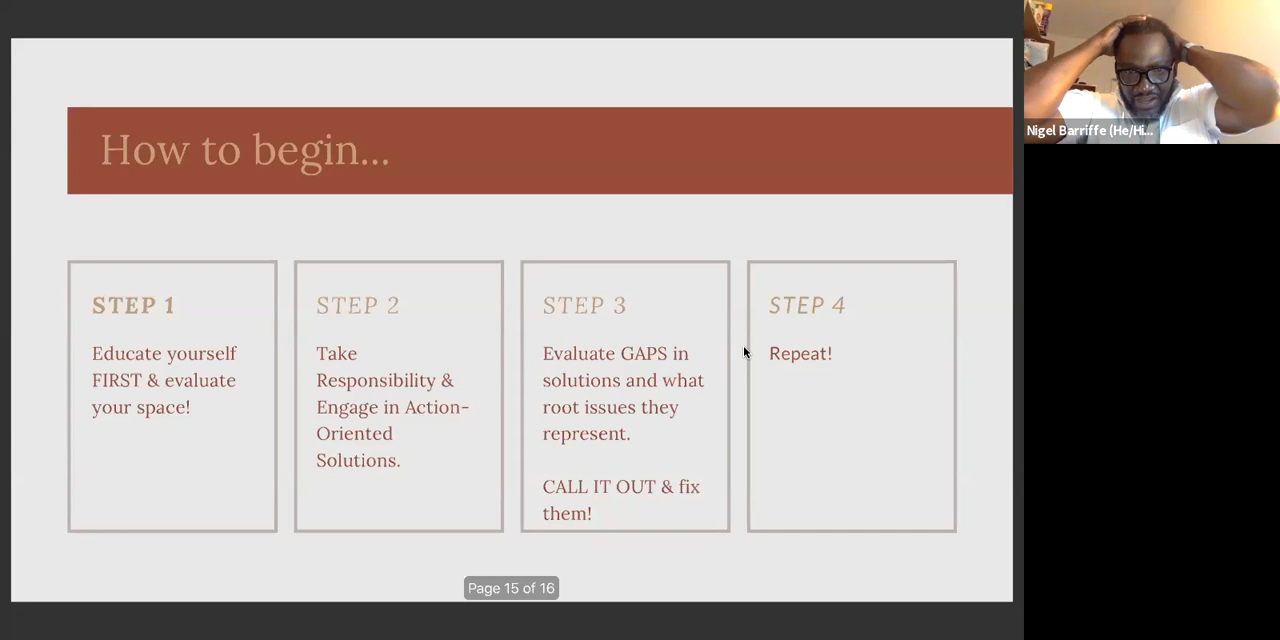 How to begin...
STEP 1
Educate yourself
FIRST & evaluate
your space!
STEP 2
Take
Responsibility &
Engage in Action-
Oriented
Solutions.
STEP 3
Evaluate GAPS in
solutions and what
root issues they
represent.
CALL IT OUT & fix
them!
STEP 4
Repeat!
Page 15 of 16
Nigel Barriffe (He/Hi...